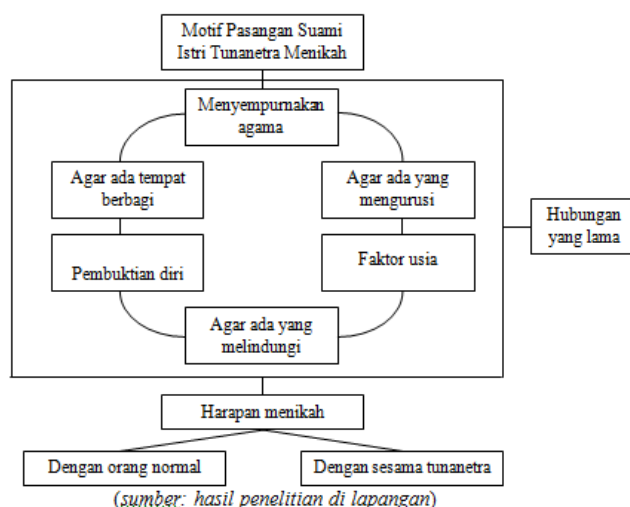 Motif Pasangan Suami
Istri Tunanetra Menikah
Menyempurnakan
agama
Agar ada tempat
berbagi
Agar ada yang
mengurusi
Hubungan
yang lama
Pembuktian diri
Faktor usia
Agar ada yang
melindungi
Harapan menikah
Dengan orang normal
Dengan sesama tunanetra
(sumber: hasil penelitian di lapangan)